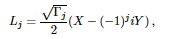 L_j = \frac{\sqrt{\Gamma_j}}{2}(X - (-1)^j iY) ,